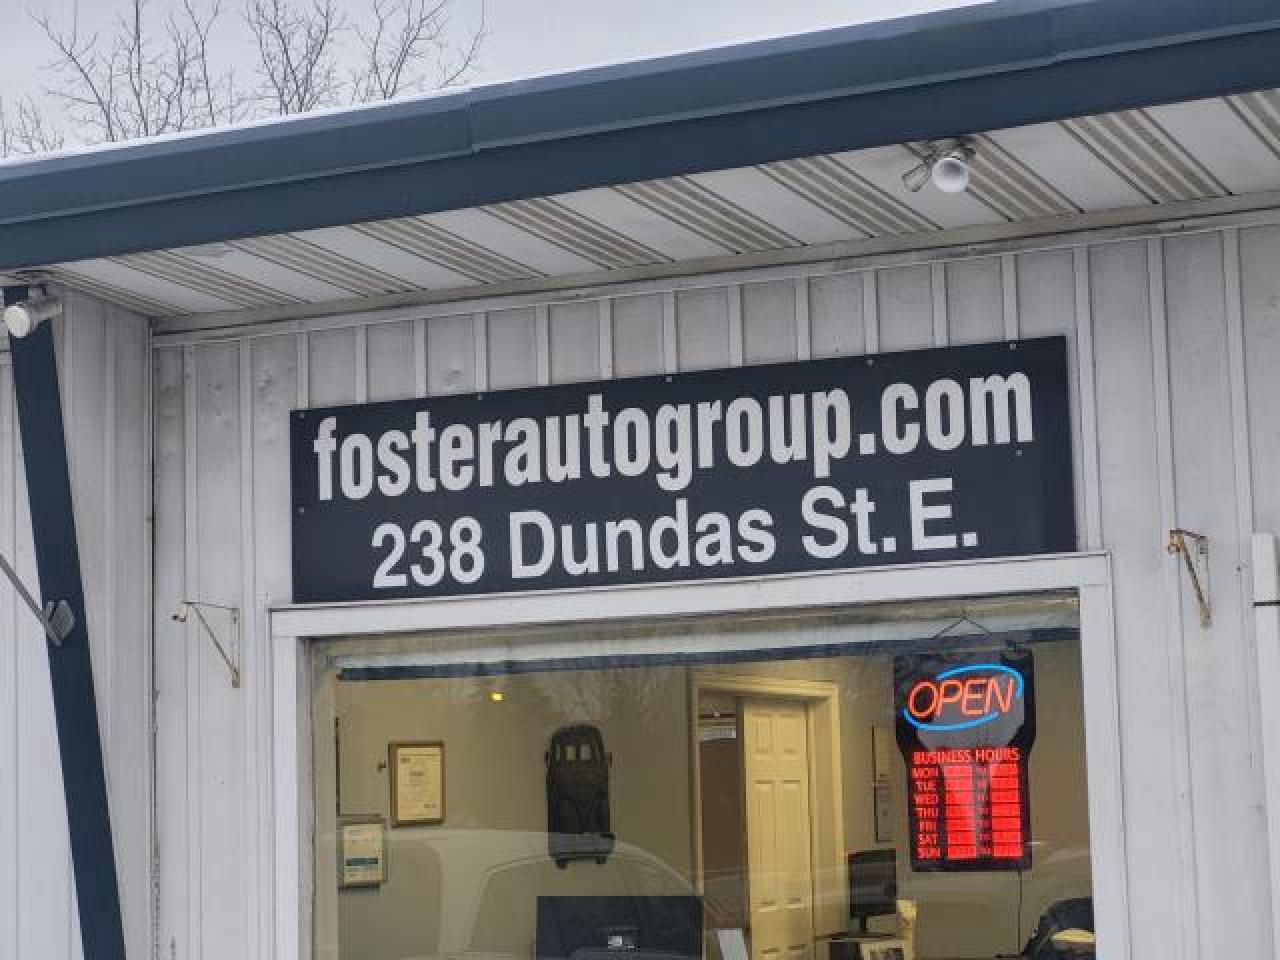 fosterautogroup.com
238 Dundas St. E.
OPEN
BUSINESS HOURS
MON
TUE
WED
THU
FRI
SAT
SUN